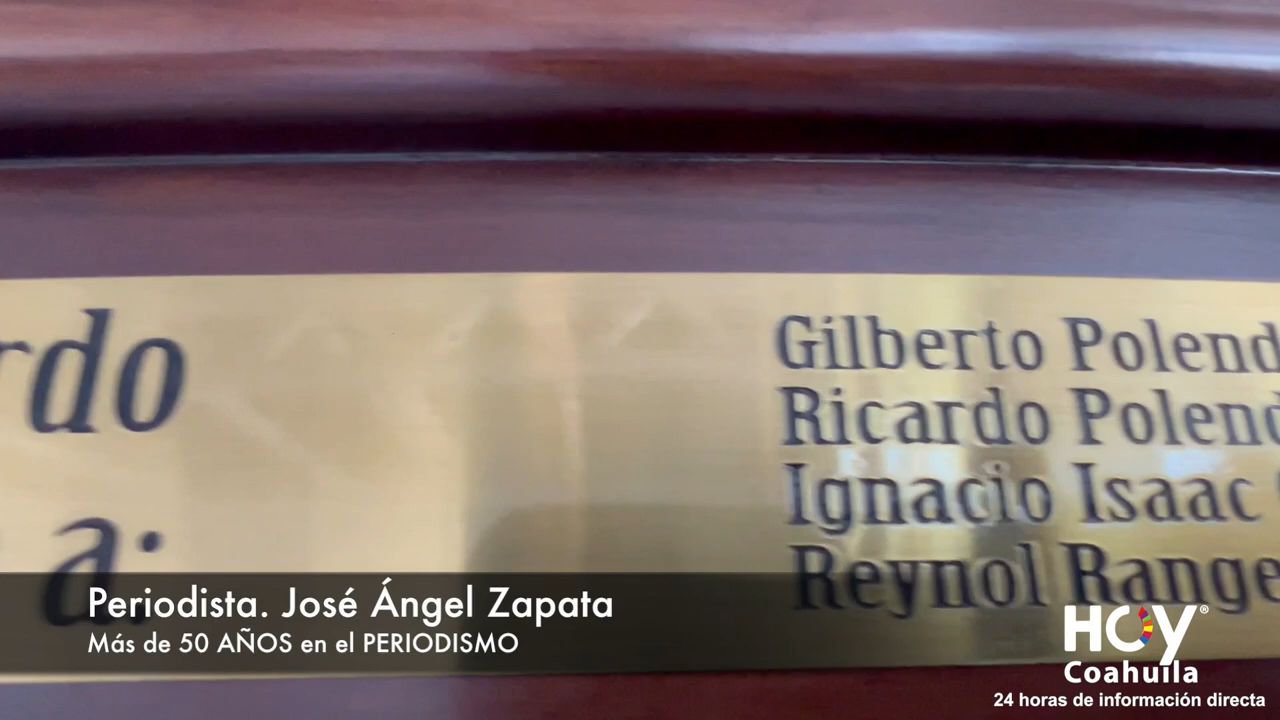 rdo
a:
Gilberto Polend
Ricardo Polend
Ignacio Isaac
Reynol Range
Periodista. José Ángel Zapata
Más de 50 AÑOS en el PERIODISMO
HOY®
Coahuila
24 horas de información directa